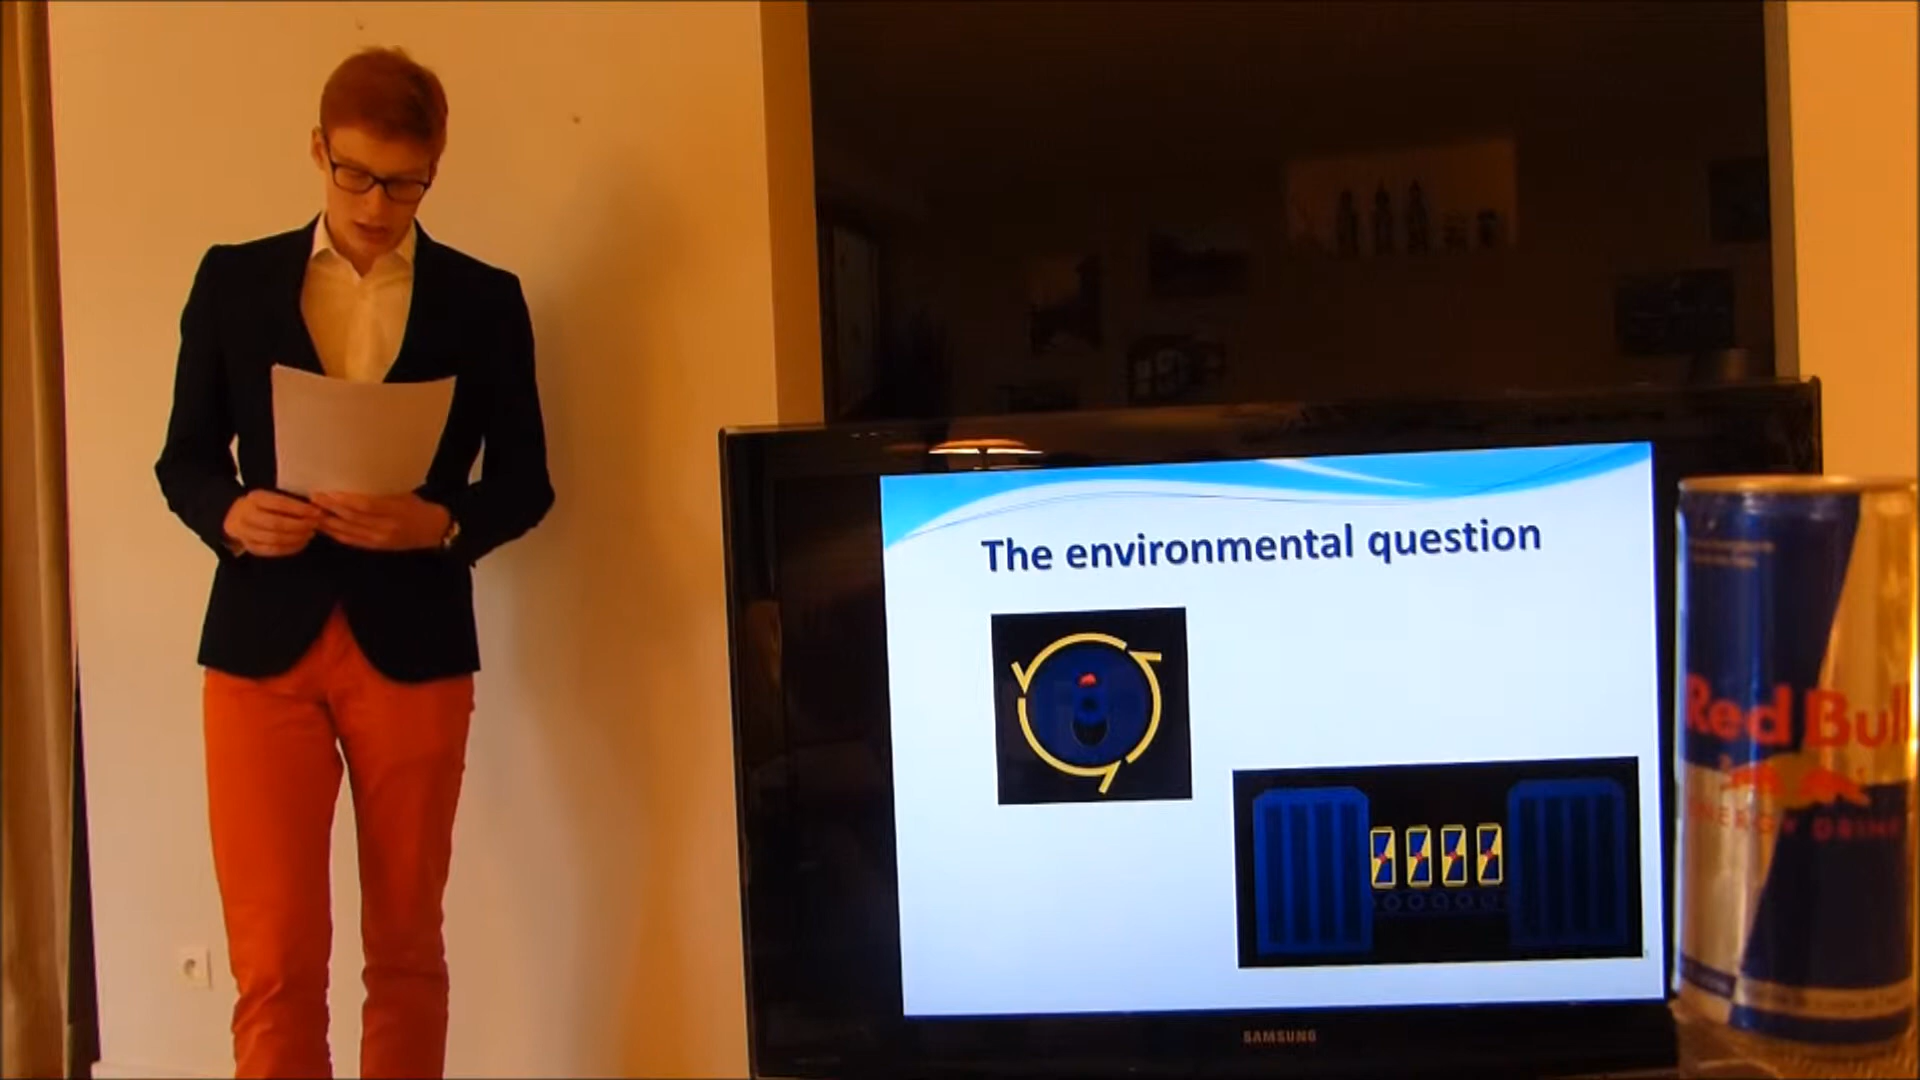 The environmental question
SAMSUNG
Red Bull
ENERGY DRINK